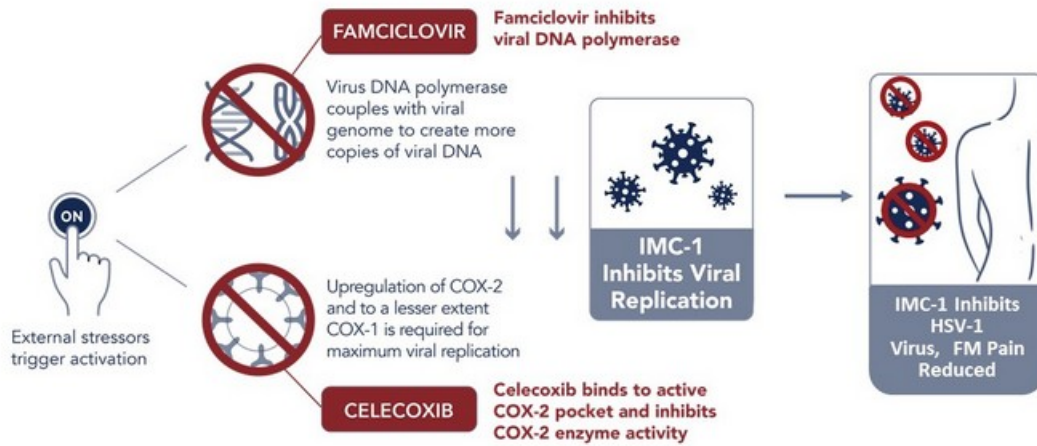 FAMCICLOVIR
Famciclovir inhibits
viral DNA polymerase
Virus DNA polymerase
couples with viral
genome to create more
copies of viral DNA
ON
External stressors
trigger activation
Upregulation of COX-2
and to a lesser extent
COX-1 is required for
maximum viral replication
CELECOXIB
Celecoxib binds to active
COX-2 pocket and inhibits
COX-2 enzyme activity
IMC-1
Inhibits Viral
Replication
IMC-1 Inhibits
HSV-1
Virus, FM Pain
Reduced